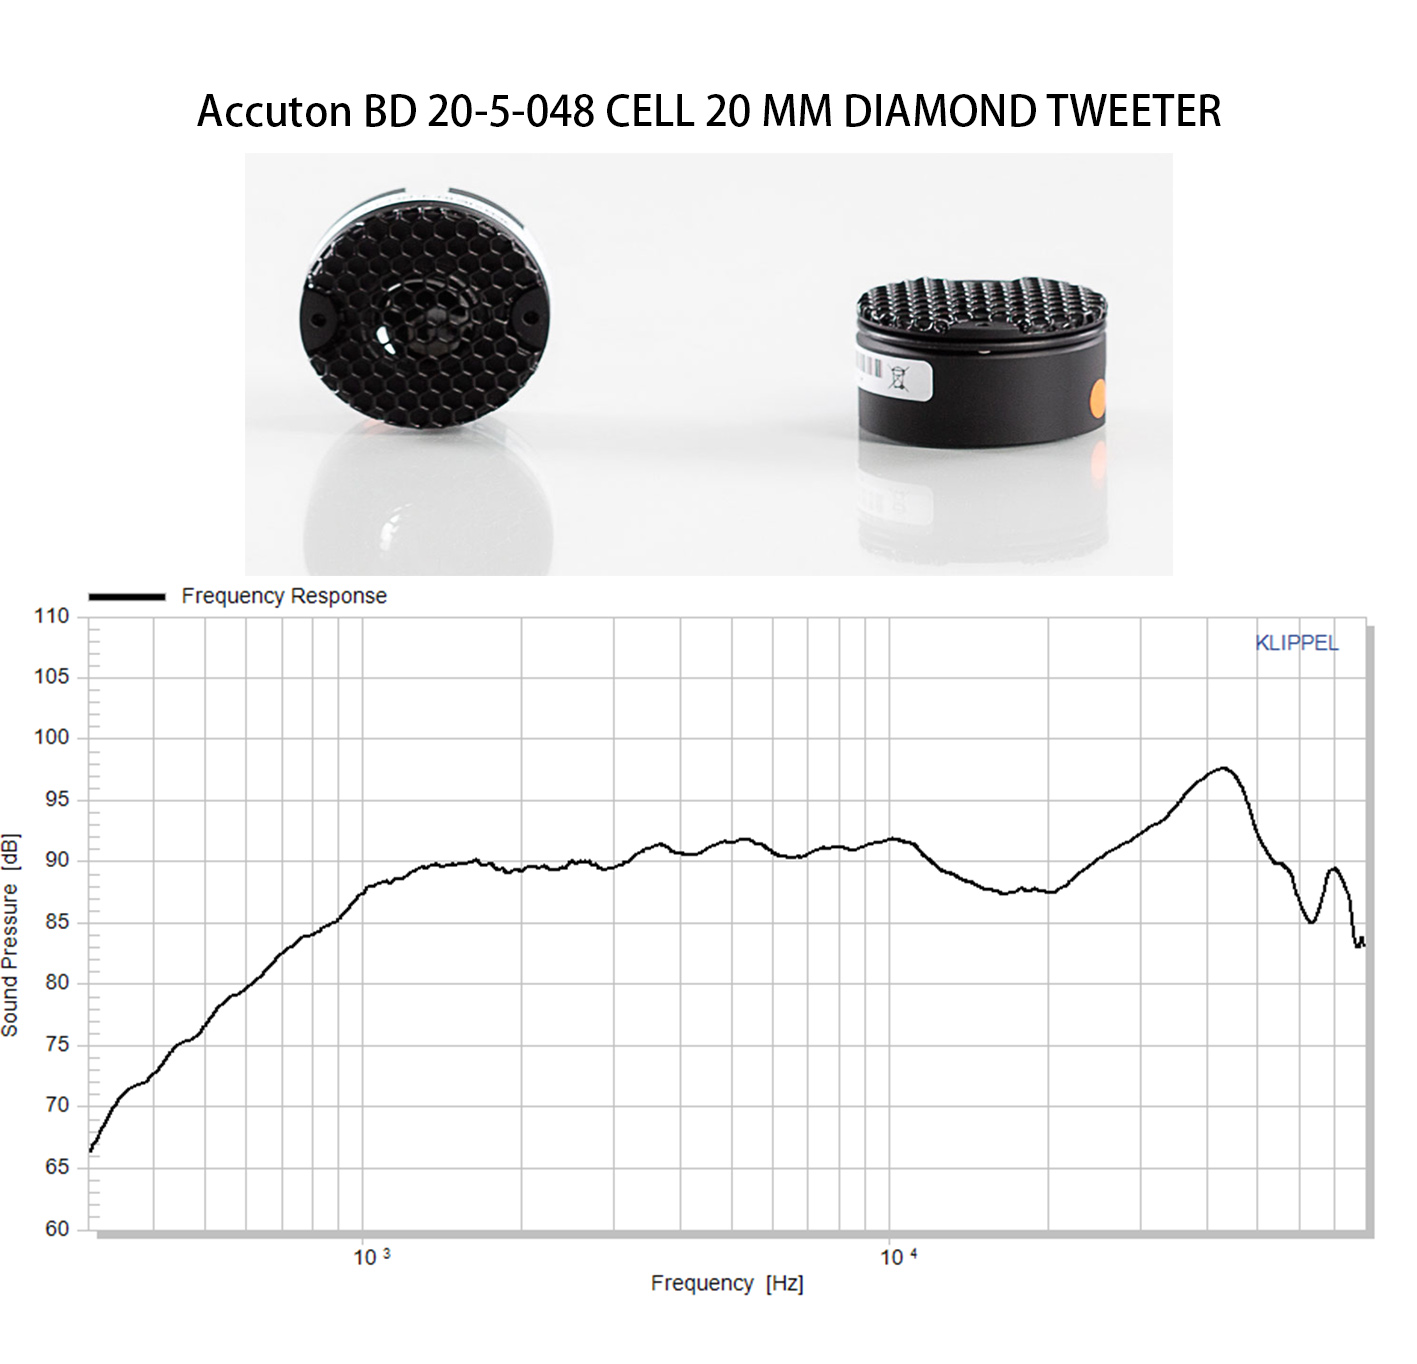 Accuton BD 20-5-048 CELL 20 MM DIAMOND TWEETER
Frequency Response
KLIPPEL
110
105
100
95
90
85
80
75
70
65
60
Sound Pressure [dB]
10 3
10 4
Frequency [Hz]